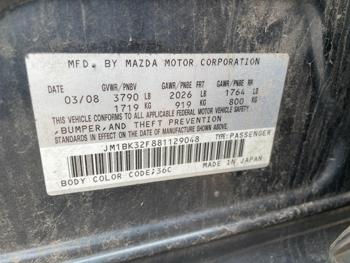 MFD. BY MAZDA MOTOR CORPORATION
DATE GVWR/PNBV GAWR/PNBE FRT GAWR/PNBE RR
03/08 3790 LB 2026 LB 1764 LB
1719 KG 919 KG 800 KG
THIS VEHICLE CONFORMS TO ALL APPLICABLE FEDERAL MOTOR VEHICLE SAFETY
,BUMPER,AND THEFT PREVENTION
STANDARDS IN EFFECT ON THE DATE OF MANUFACTURE SHOWN ABOVE.
JM1BK32F881129048 TYPE:PASSENGER
BODY COLOR CODE/36C MADE IN JAPAN